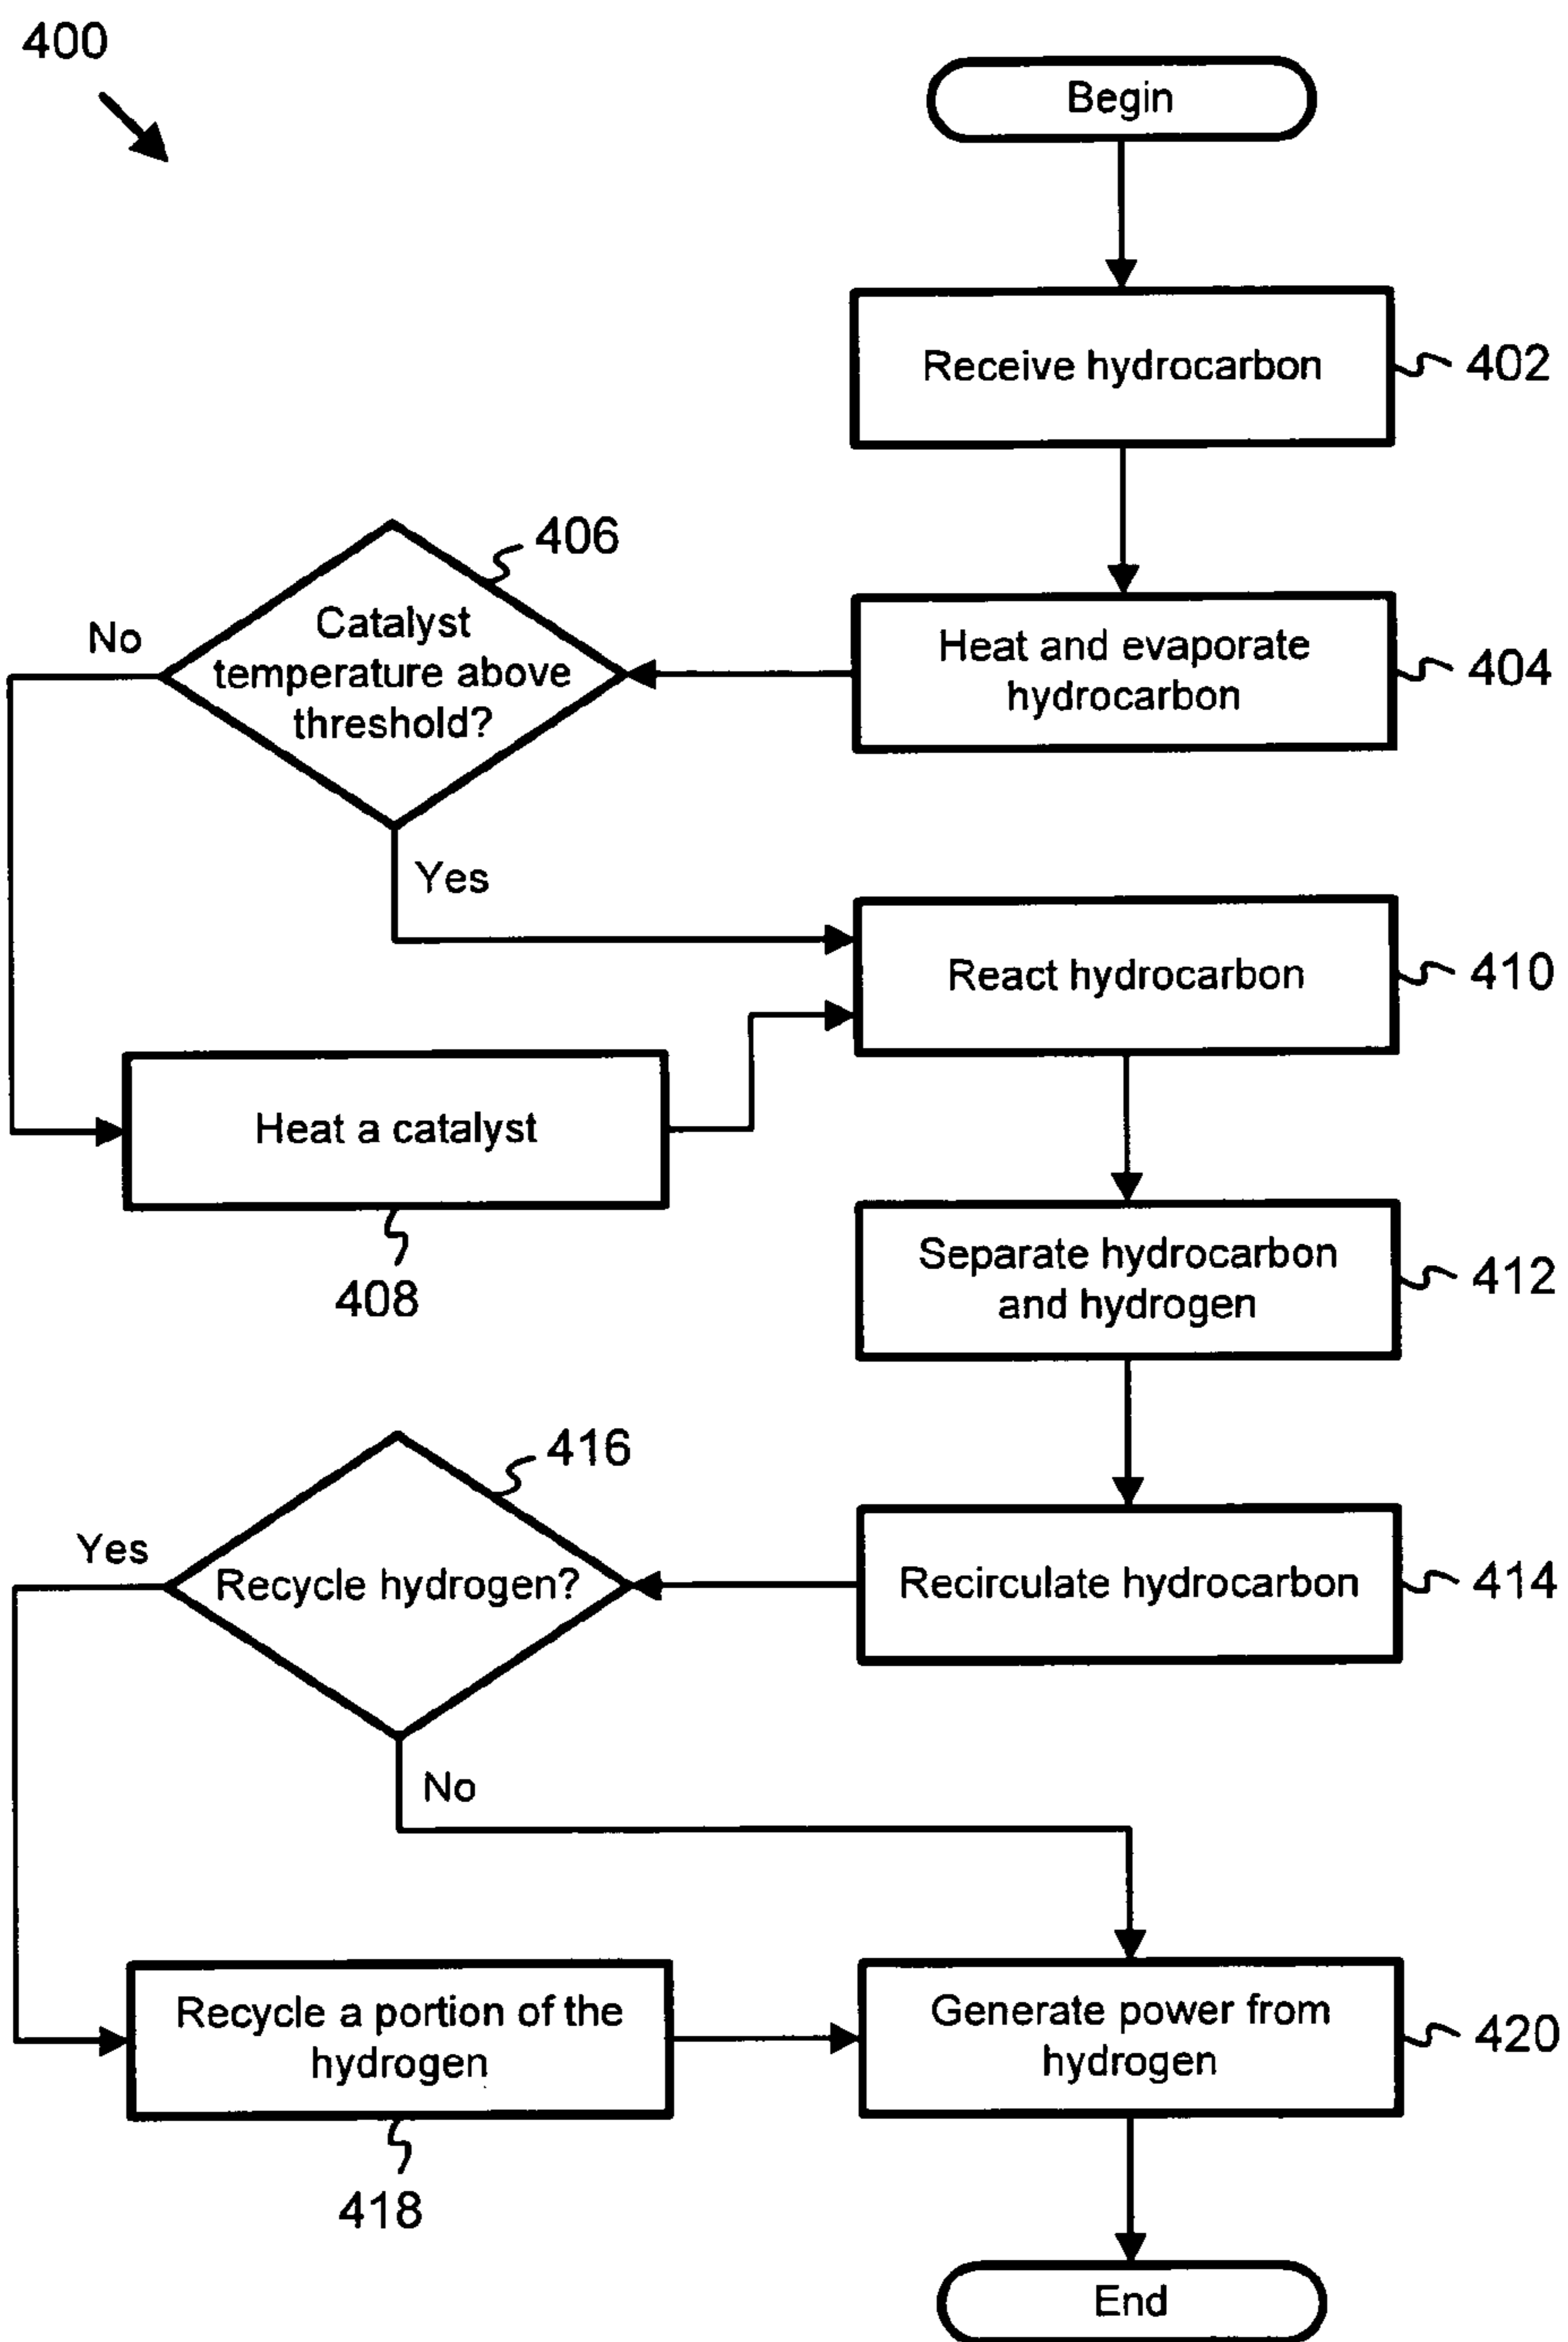 400
Begin
Receive hydrocarbon
402
Heat and evaporate
hydrocarbon
404
406
Catalyst
temperature above
threshold?
No
Yes
React hydrocarbon
410
Heat a catalyst
408
Separate hydrocarbon
and hydrogen
412
Recirculate hydrocarbon
414
416
Recycle hydrogen?
Yes
No
Recycle a portion of the
hydrogen
418
Generate power from
hydrogen
420
End